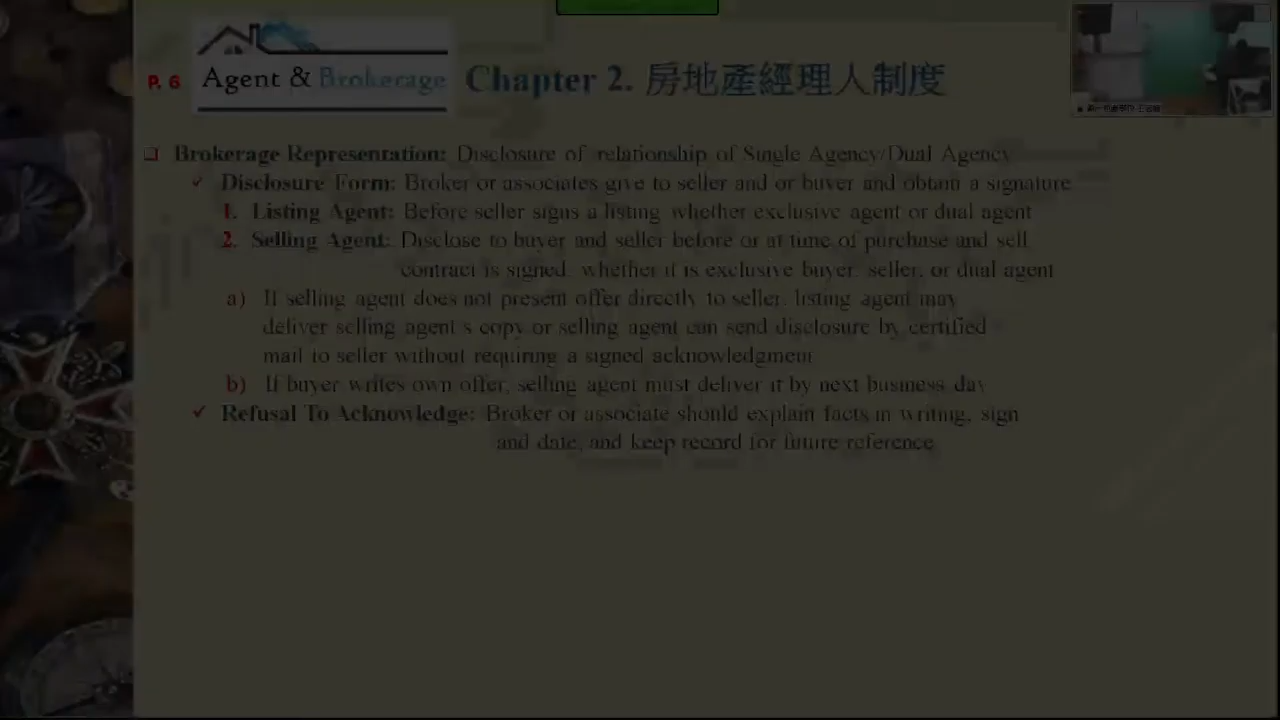 P. 6
Agent & Brokerage
Chapter 2. 房地產經理人制度
Brokerage Representation: Disclosure of relationship of Single Agency/Dual Agency
Disclosure Form: Broker or associates give to seller and or buyer and obtain a signature
1. Listing Agent: Before seller signs a listing whether exclusive agent or dual agent
2. Selling Agent: Disclose to buyer and seller before or at time of purchase and sell
contract is signed, whether it is exclusive buyer, seller, or dual agent
a) If selling agent does not present offer directly to seller, listing agent may
deliver selling agent's copy or selling agent can send disclosure by certified
mail to seller without requiring a signed acknowledgment
b) If buyer writes own offer, selling agent must deliver it by next business day
Refusal To Acknowledge: Broker or associate should explain facts in writing, sign
and date, and keep record for future reference